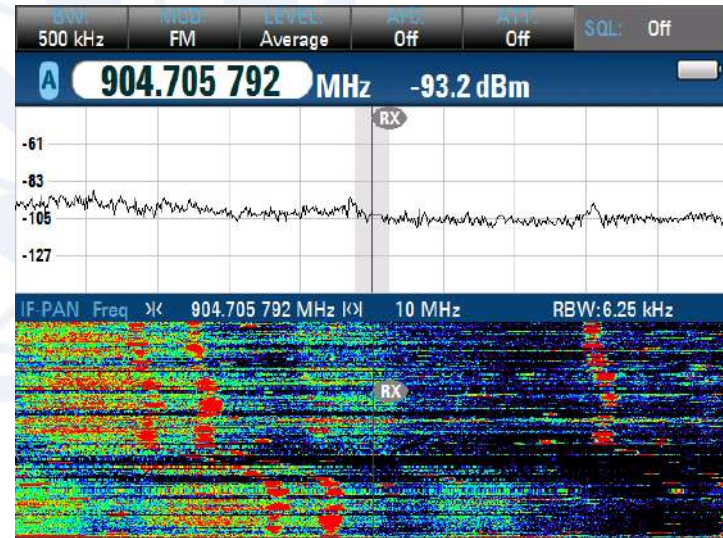 BW: MOD: LEVEL: AFC: ATT: SQL: Off
500 kHz FM Average Off Off
A 904.705 792 MHz -93.2 dBm
RX
-61
-83
-105
-127
IF-PAN Freq 904.705 792 MHz 10 MHz RBW:6.25 kHz
RX